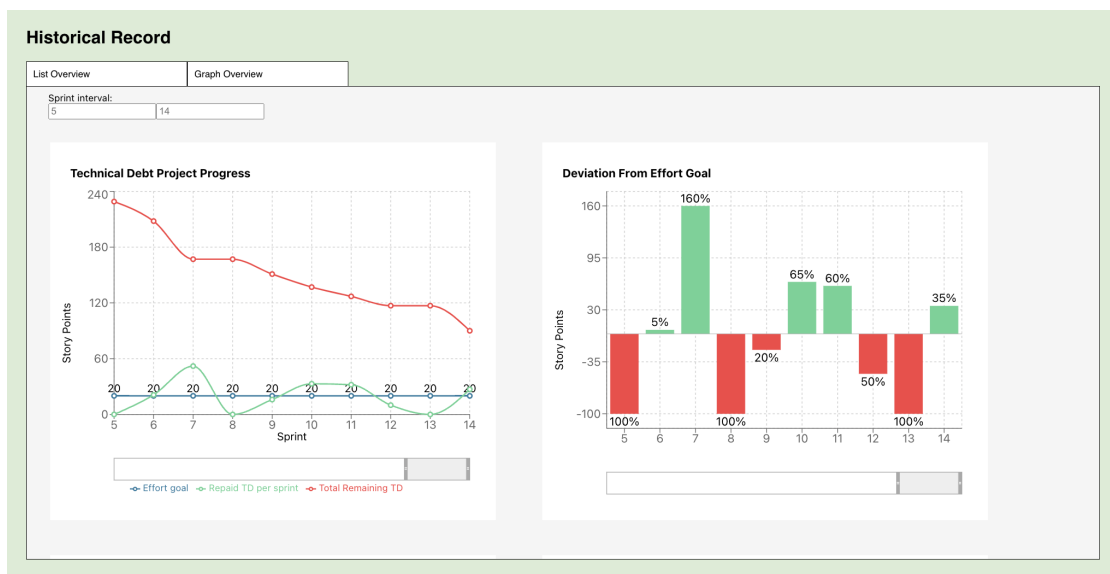 Historical Record
List Overview
Graph Overview
Sprint interval:
5
14
Technical Debt Project Progress
240
180
120
60
0
Story Points
20 20 20 20 20 20 20 20 20 20
5 6 7 8 9 10 11 12 13 14
Sprint
Effort goal Repaid TD per sprint Total Remaining TD
Deviation From Effort Goal
160
95
30
-35
-100
Story Points
160%
65% 60%
35%
5%
20%
50%
100% 100% 100%
5 6 7 8 9 10 11 12 13 14